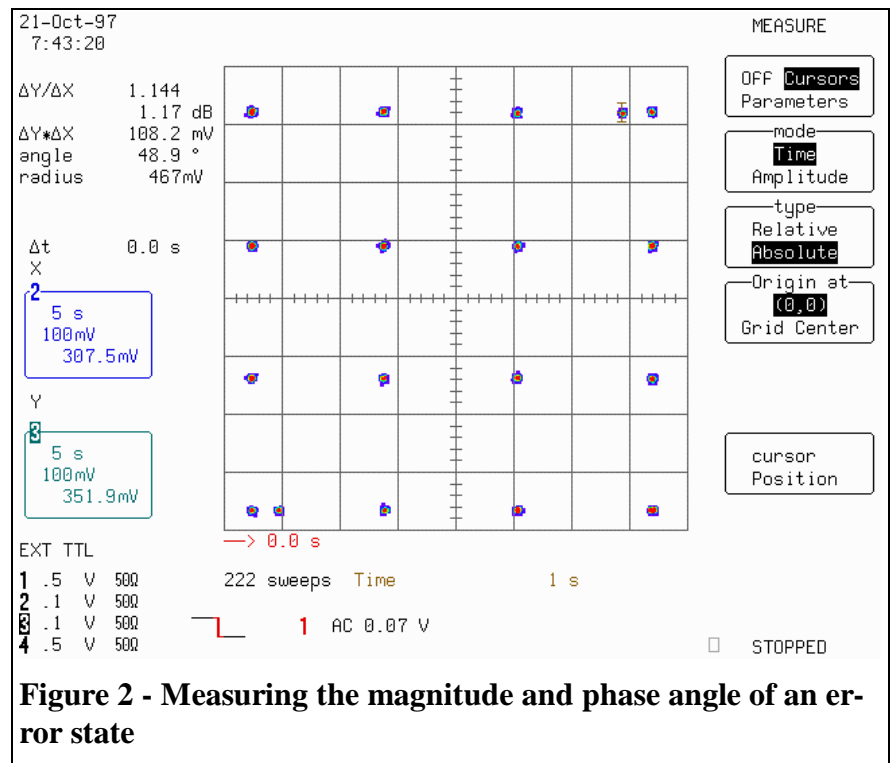 21-Oct-97
7:43:20
ΔY/ΔX 1.144
1.17 dB
ΔY*ΔX 108.2 mV
angle 48.9 °
radius 467mV
Δt 0.0 s
X
2
5 s
100mV
307.5mV
Y
3
5 s
100mV
351.9mV
EXT TTL
1 .5 V 50Ω
2 .1 V 50Ω
3 .1 V 50Ω
4 .5 V 50Ω
—> 0.0 s
222 sweeps Time 1 s
1 AC 0.07 V
MEASURE
OFF Cursors
Parameters
mode
Time
Amplitude
type
Relative
Absolute
Origin at
(0,0)
Grid Center
cursor
Position
STOPPED
Figure 2 - Measuring the magnitude and phase angle of an er-
ror state